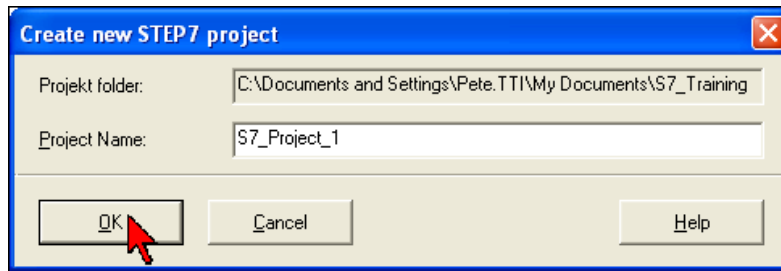 Create new STEP7 project
Projekt folder: C:\Documents and Settings\Pete.TTI\My Documents\S7_Training
Project Name: S7_Project_1
OK Cancel Help